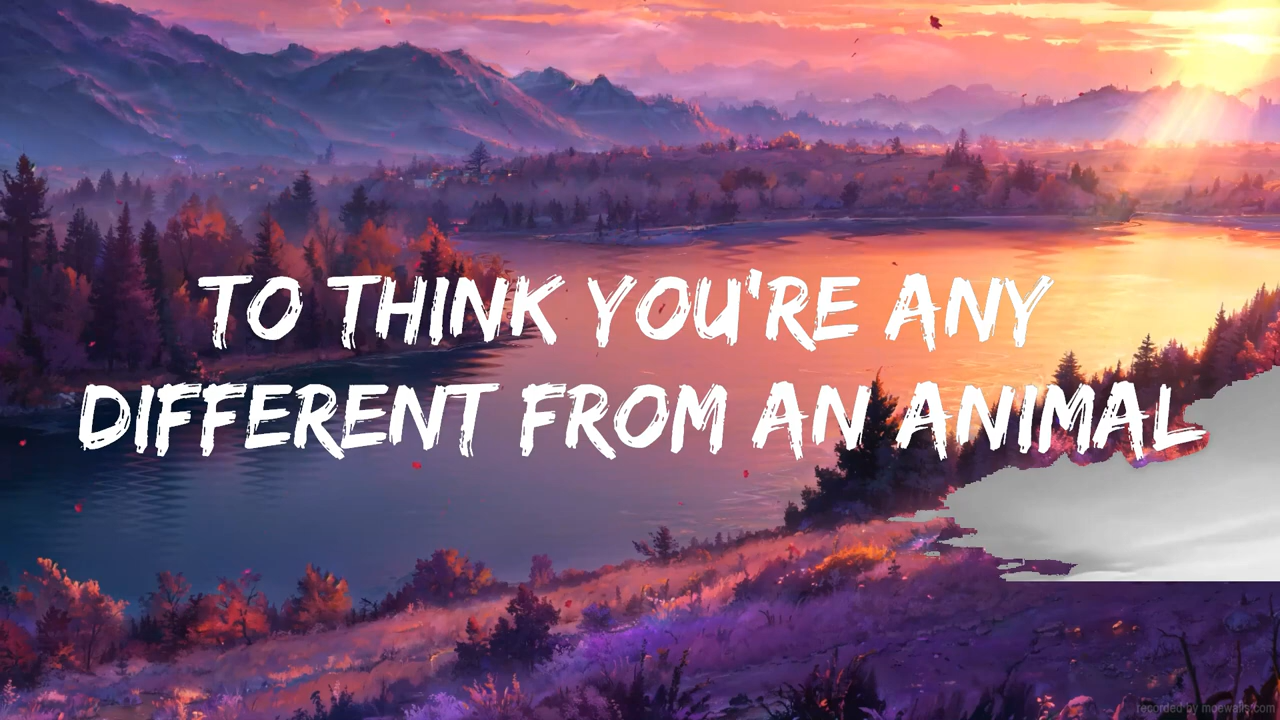 TO THINK YOU'RE ANY
DIFFERENT FROM AN ANIMAL
recorded by moewalls.com